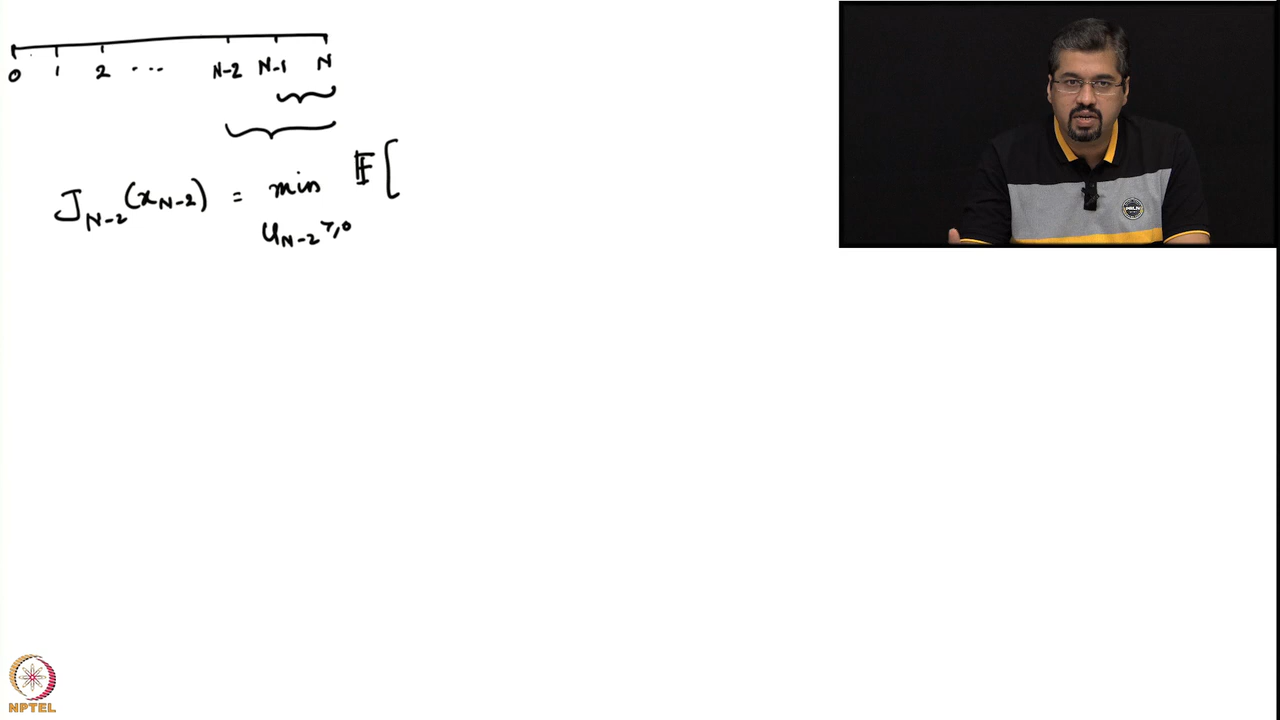 0 1 2 ... N-2 N-1 N
J_{N-2}(x_{N-2}) = min 𝔼[
u_{N-2} ≥ 0
NPTEL